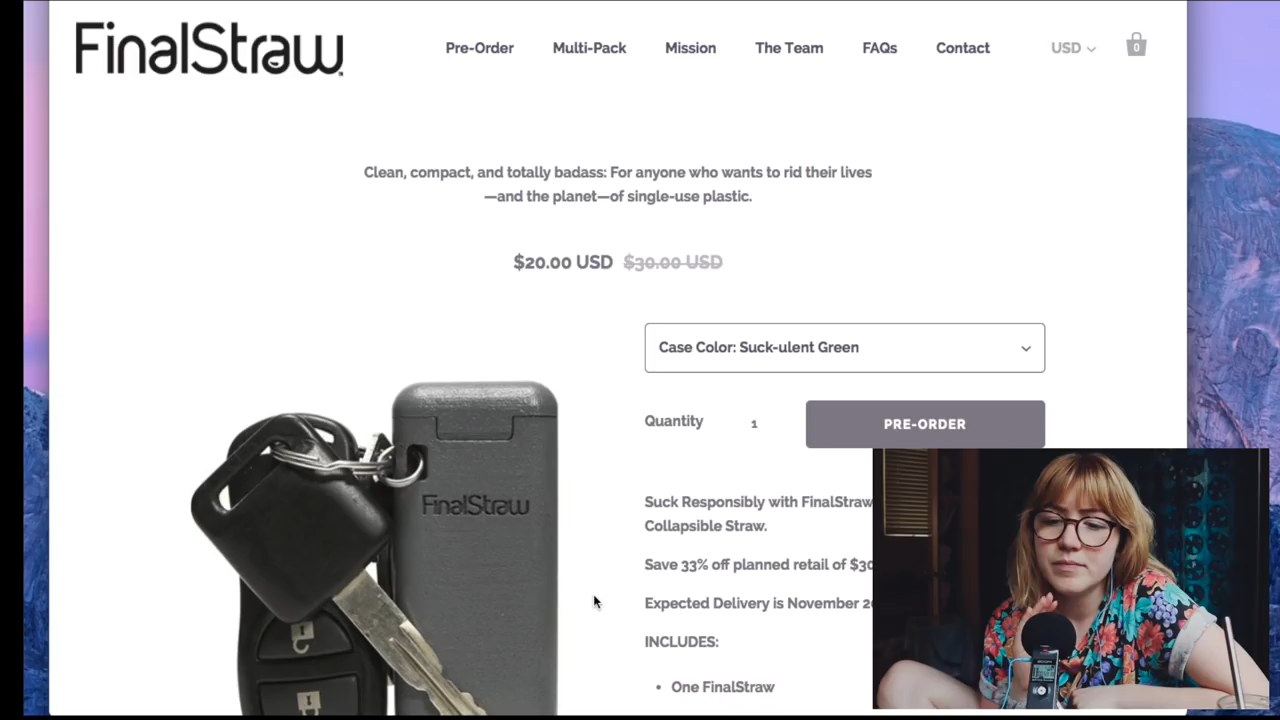 FinalStraw
Pre-Order Multi-Pack Mission The Team FAQs Contact USD 0
Clean, compact, and totally badass: For anyone who wants to rid their lives
—and the planet—of single-use plastic.
$20.00 USD $30.00 USD
Case Color: Suck-ulent Green
Quantity 1 PRE-ORDER
FinalStraw
Suck Responsibly with FinalStraw
Collapsible Straw.
Save 33% off planned retail of $30
Expected Delivery is November 20
INCLUDES:
• One FinalStraw